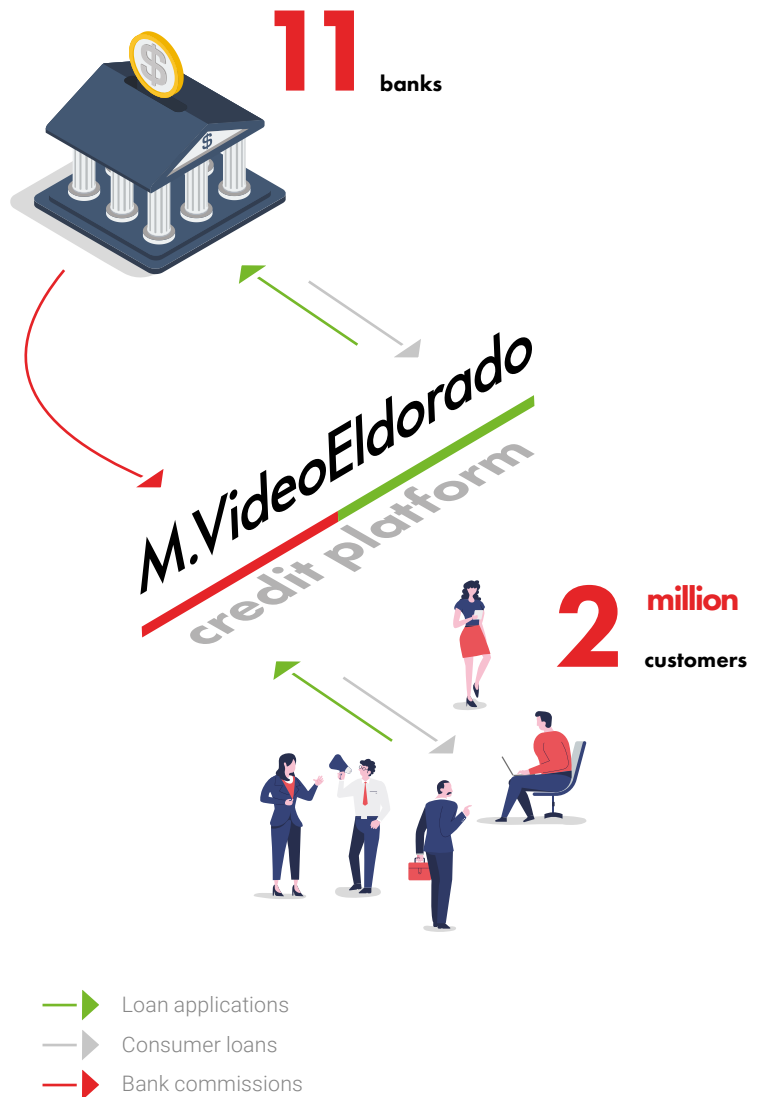 11 banks
M.VideoEldorado
credit platform
2 million
customers
Loan applications
Consumer loans
Bank commissions